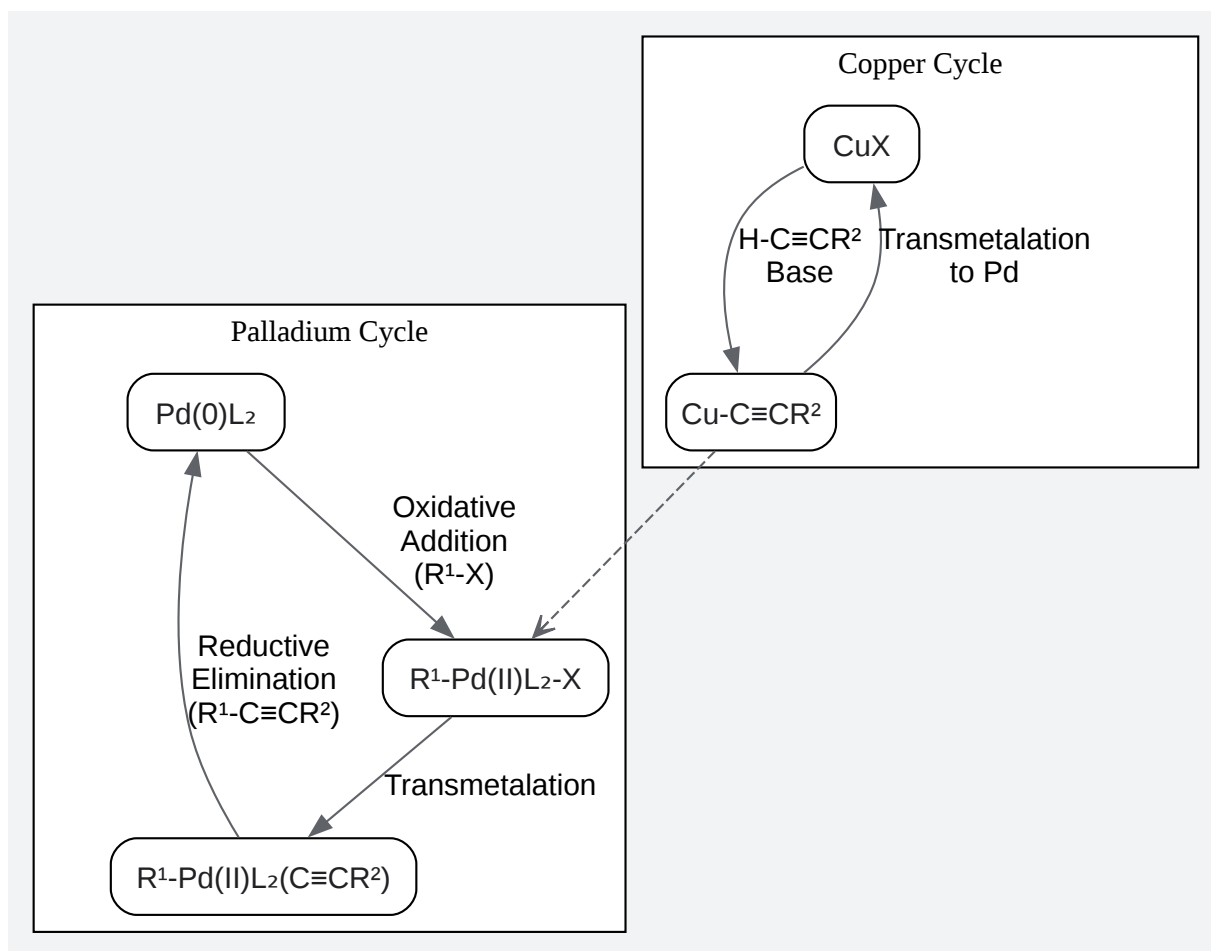 Copper Cycle
CuX
H-C≡CR²
Base
Transmetalation
to Pd
Cu-C≡CR²
Palladium Cycle
Pd(0)L₂
Oxidative
Addition
(R¹-X)
Reductive
Elimination
(R¹-C≡CR²)
R¹-Pd(II)L₂-X
Transmetalation
R¹-Pd(II)L₂(C≡CR²)